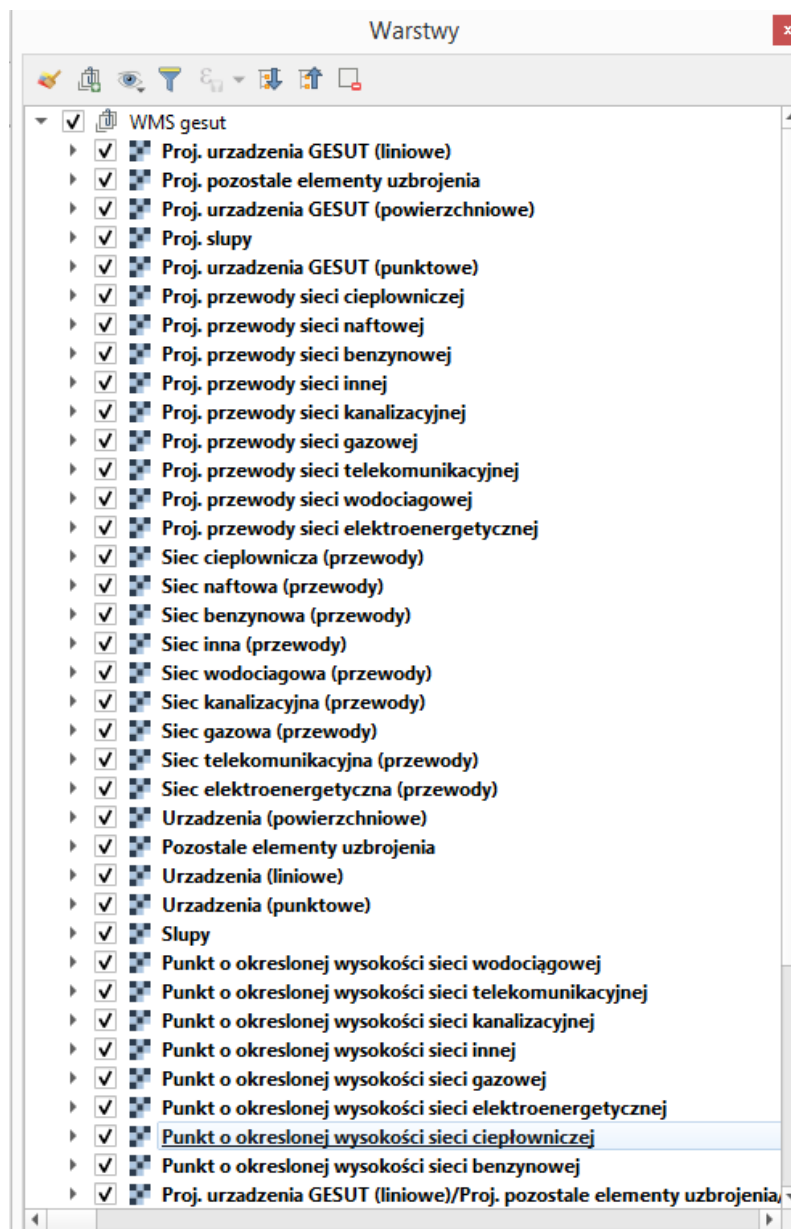 Warstwy
WMS gesut
Proj. urzadzenia GESUT (liniowe)
Proj. pozostale elementy uzbrojenia
Proj. urzadzenia GESUT (powierzchniowe)
Proj. slupy
Proj. urzadzenia GESUT (punktowe)
Proj. przewody sieci cieplowniczej
Proj. przewody sieci naftowej
Proj. przewody sieci benzynowej
Proj. przewody sieci innej
Proj. przewody sieci kanalizacyjnej
Proj. przewody sieci gazowej
Proj. przewody sieci telekomunikacyjnej
Proj. przewody sieci wodociagowej
Proj. przewody sieci elektroenergetycznej
Siec cieplownicza (przewody)
Siec naftowa (przewody)
Siec benzynowa (przewody)
Siec inna (przewody)
Siec wodociagowa (przewody)
Siec kanalizacyjna (przewody)
Siec gazowa (przewody)
Siec telekomunikacyjna (przewody)
Siec elektroenergetyczna (przewody)
Urzadzenia (powierzchniowe)
Pozostale elementy uzbrojenia
Urzadzenia (liniowe)
Urzadzenia (punktowe)
Slupy
Punkt o okreslonej wysokości sieci wodociągowej
Punkt o okreslonej wysokości sieci telekomunikacyjnej
Punkt o okreslonej wysokości sieci kanalizacyjnej
Punkt o okreslonej wysokości sieci innej
Punkt o okreslonej wysokości sieci gazowej
Punkt o okreslonej wysokości sieci elektroenergetycznej
Punkt o okreslonej wysokości sieci ciepłowniczej
Punkt o okreslonej wysokości sieci benzynowej
Proj. urzadzenia GESUT (liniowe)/Proj. pozostale elementy uzbrojenia/